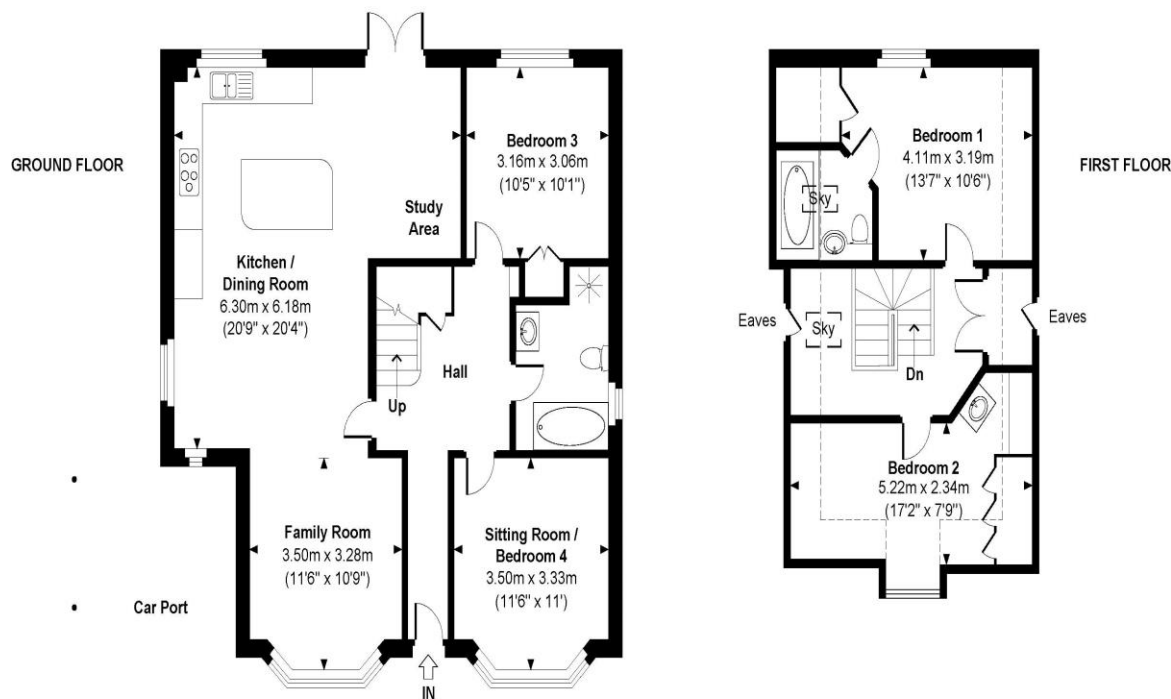 GROUND FLOOR
Kitchen /
Dining Room
6.30m x 6.18m
(20'9" x 20'4")
Study
Area
Bedroom 3
3.16m x 3.06m
(10'5" x 10'1")
Hall
Up
Family Room
3.50m x 3.28m
(11'6" x 10'9")
Sitting Room /
Bedroom 4
3.50m x 3.33m
(11'6" x 11')
Car Port
IN
FIRST FLOOR
Bedroom 1
4.11m x 3.19m
(13'7" x 10'6")
Sky
Eaves
Sky
Eaves
Dn
Bedroom 2
5.22m x 2.34m
(17'2" x 7'9")